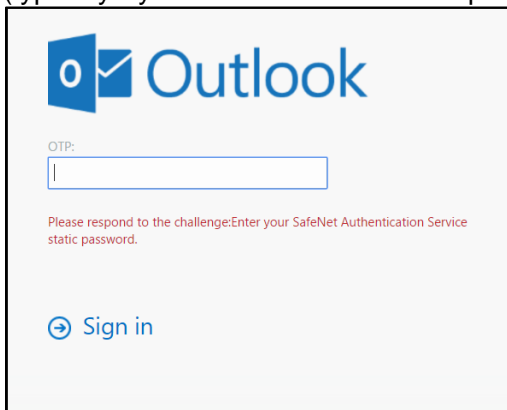 Outlook
OTP:
Please respond to the challenge:Enter your SafeNet Authentication Service
static password.
Sign in